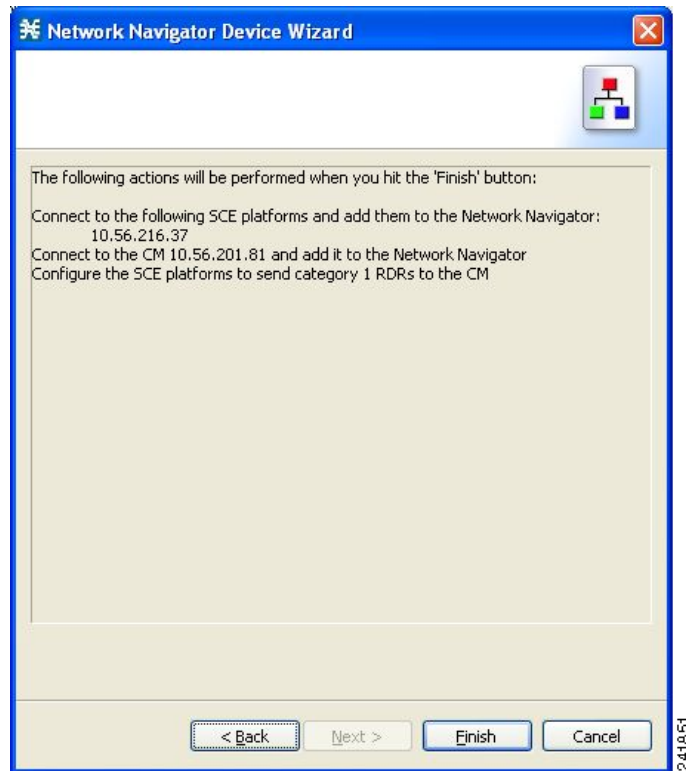 Network Navigator Device Wizard
The following actions will be performed when you hit the 'Finish' button:
Connect to the following SCE platforms and add them to the Network Navigator:
10.56.216.37
Connect to the CM 10.56.201.81 and add it to the Network Navigator
Configure the SCE platforms to send category 1 RDRs to the CM
< Back
Next >
Finish
Cancel
241851